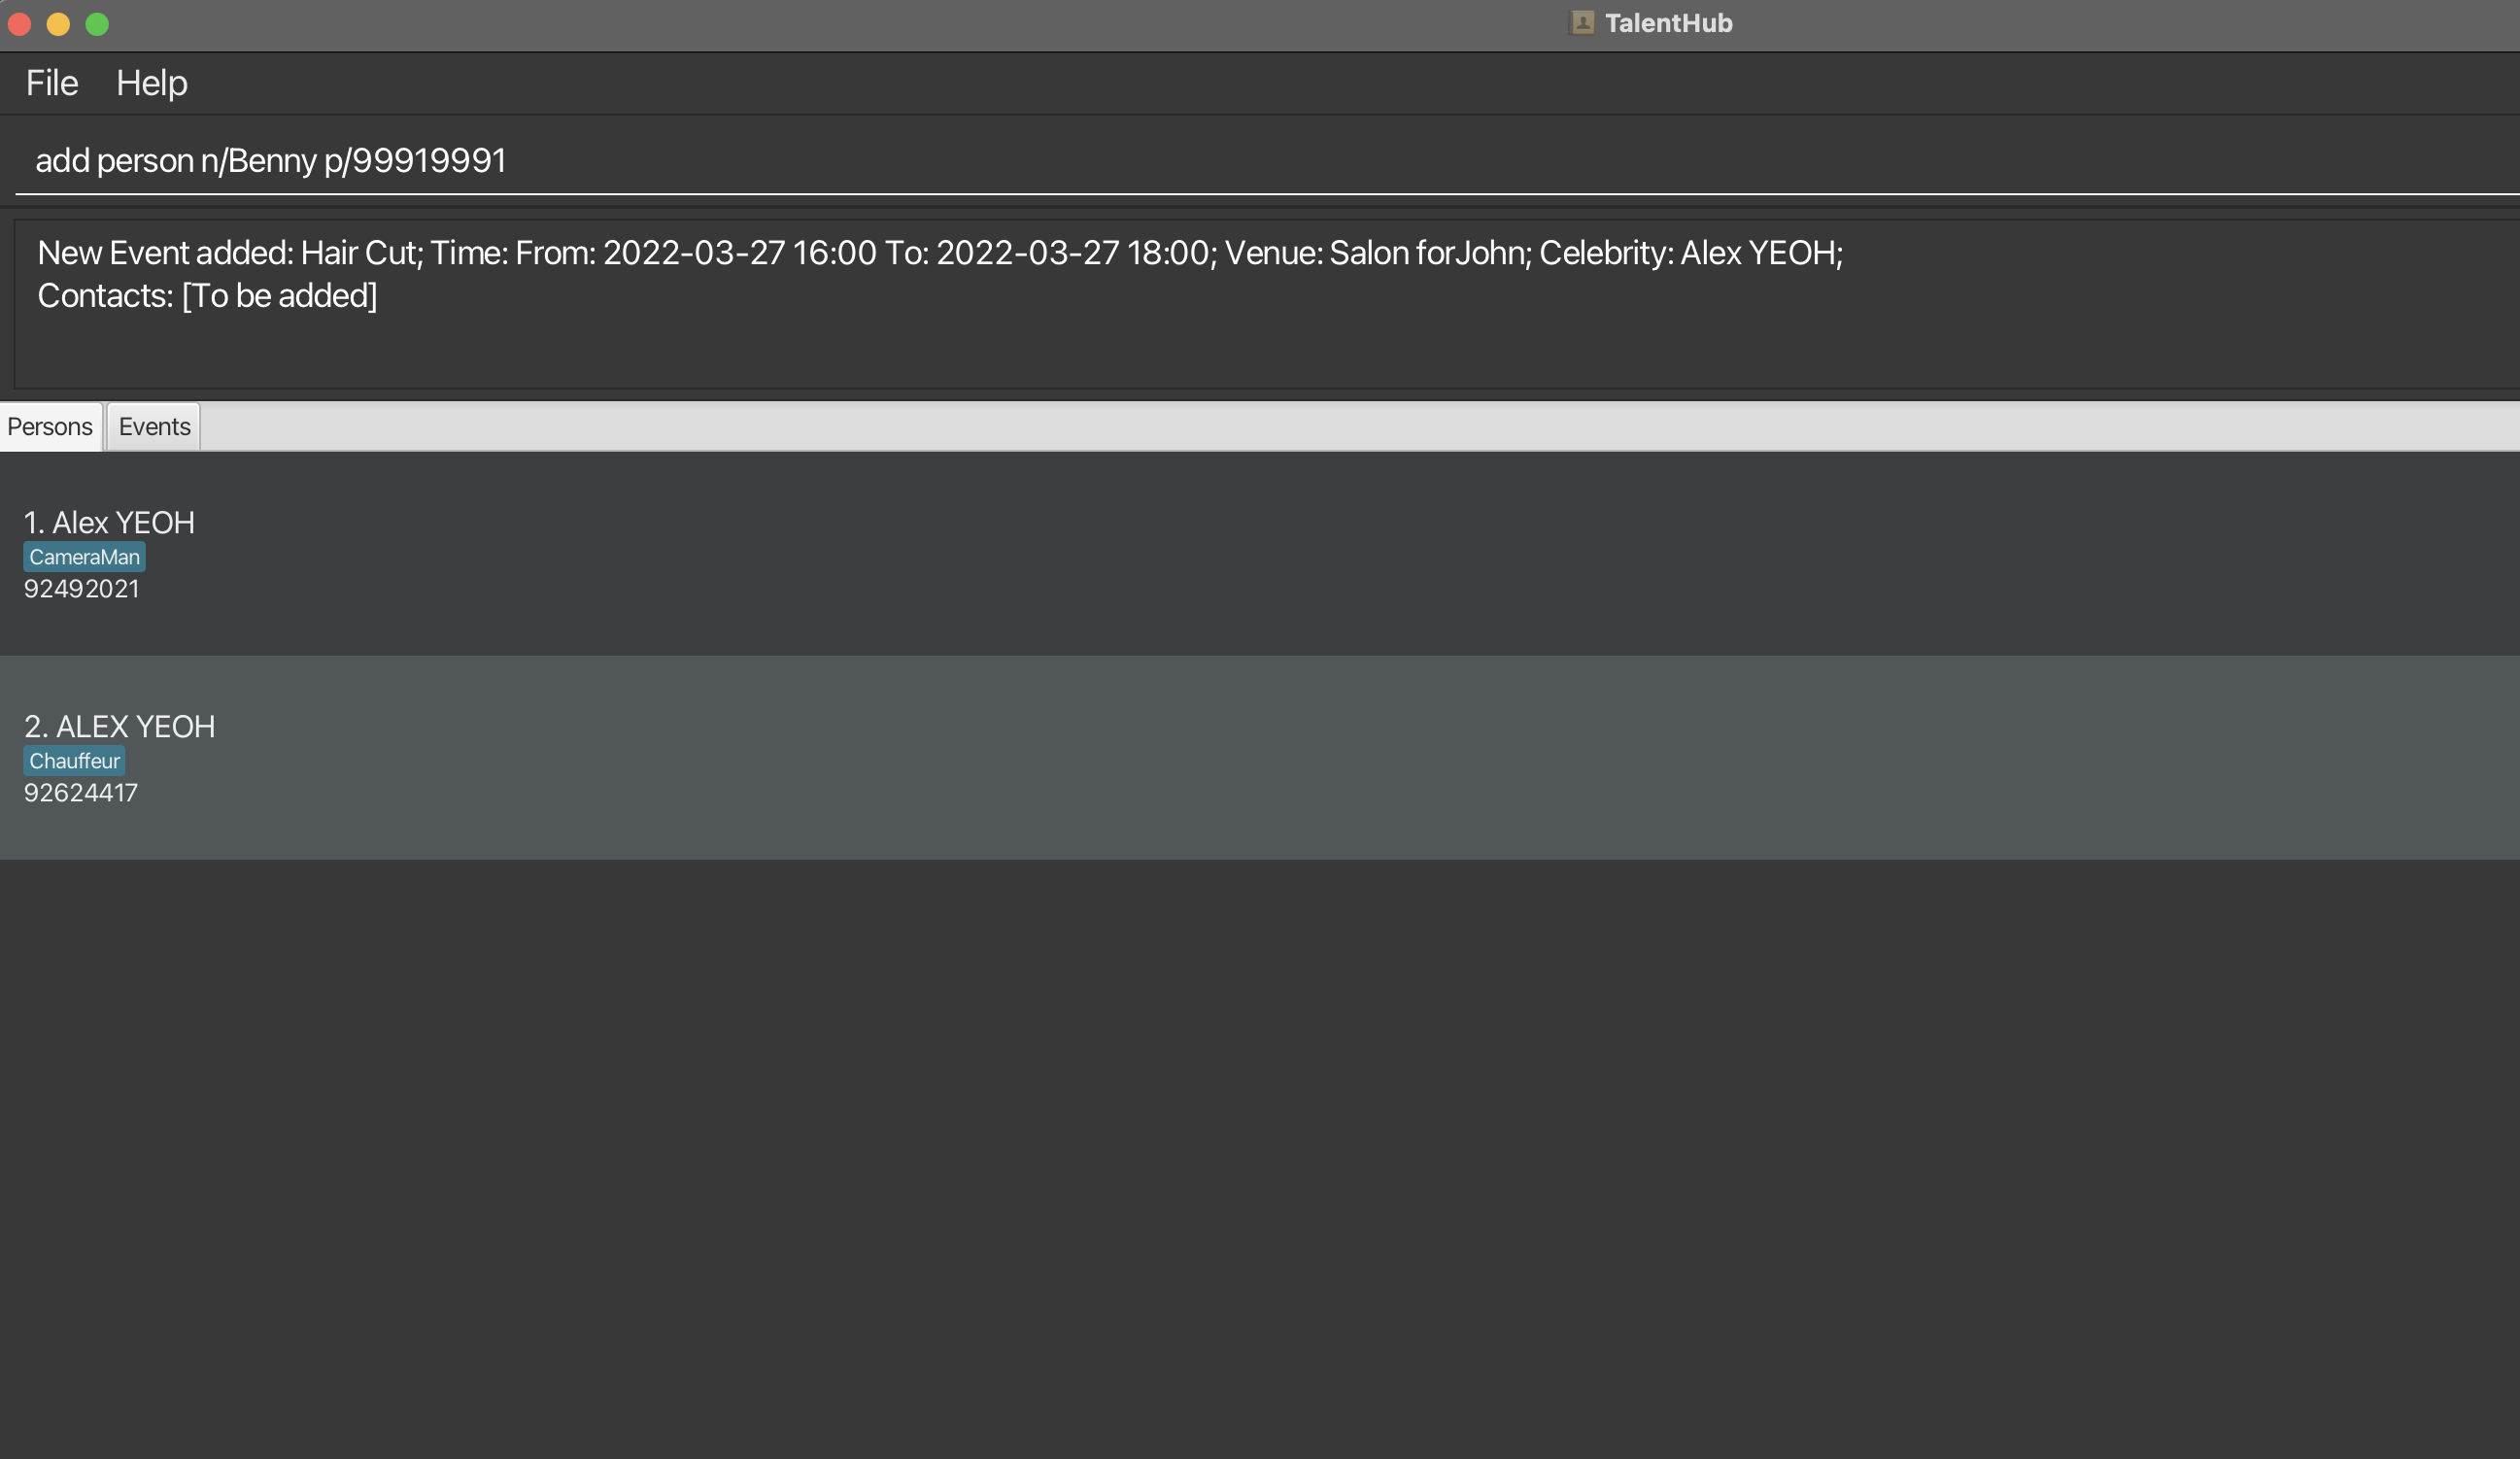 TalentHub
File Help
add person n/Benny p/99919991
New Event added: Hair Cut; Time: From: 2022-03-27 16:00 To: 2022-03-27 18:00; Venue: Salon forJohn; Celebrity: Alex YEOH;
Contacts: [To be added]
Persons Events
1. Alex YEOH
CameraMan
92492021
2. ALEX YEOH
Chauffeur
92624417